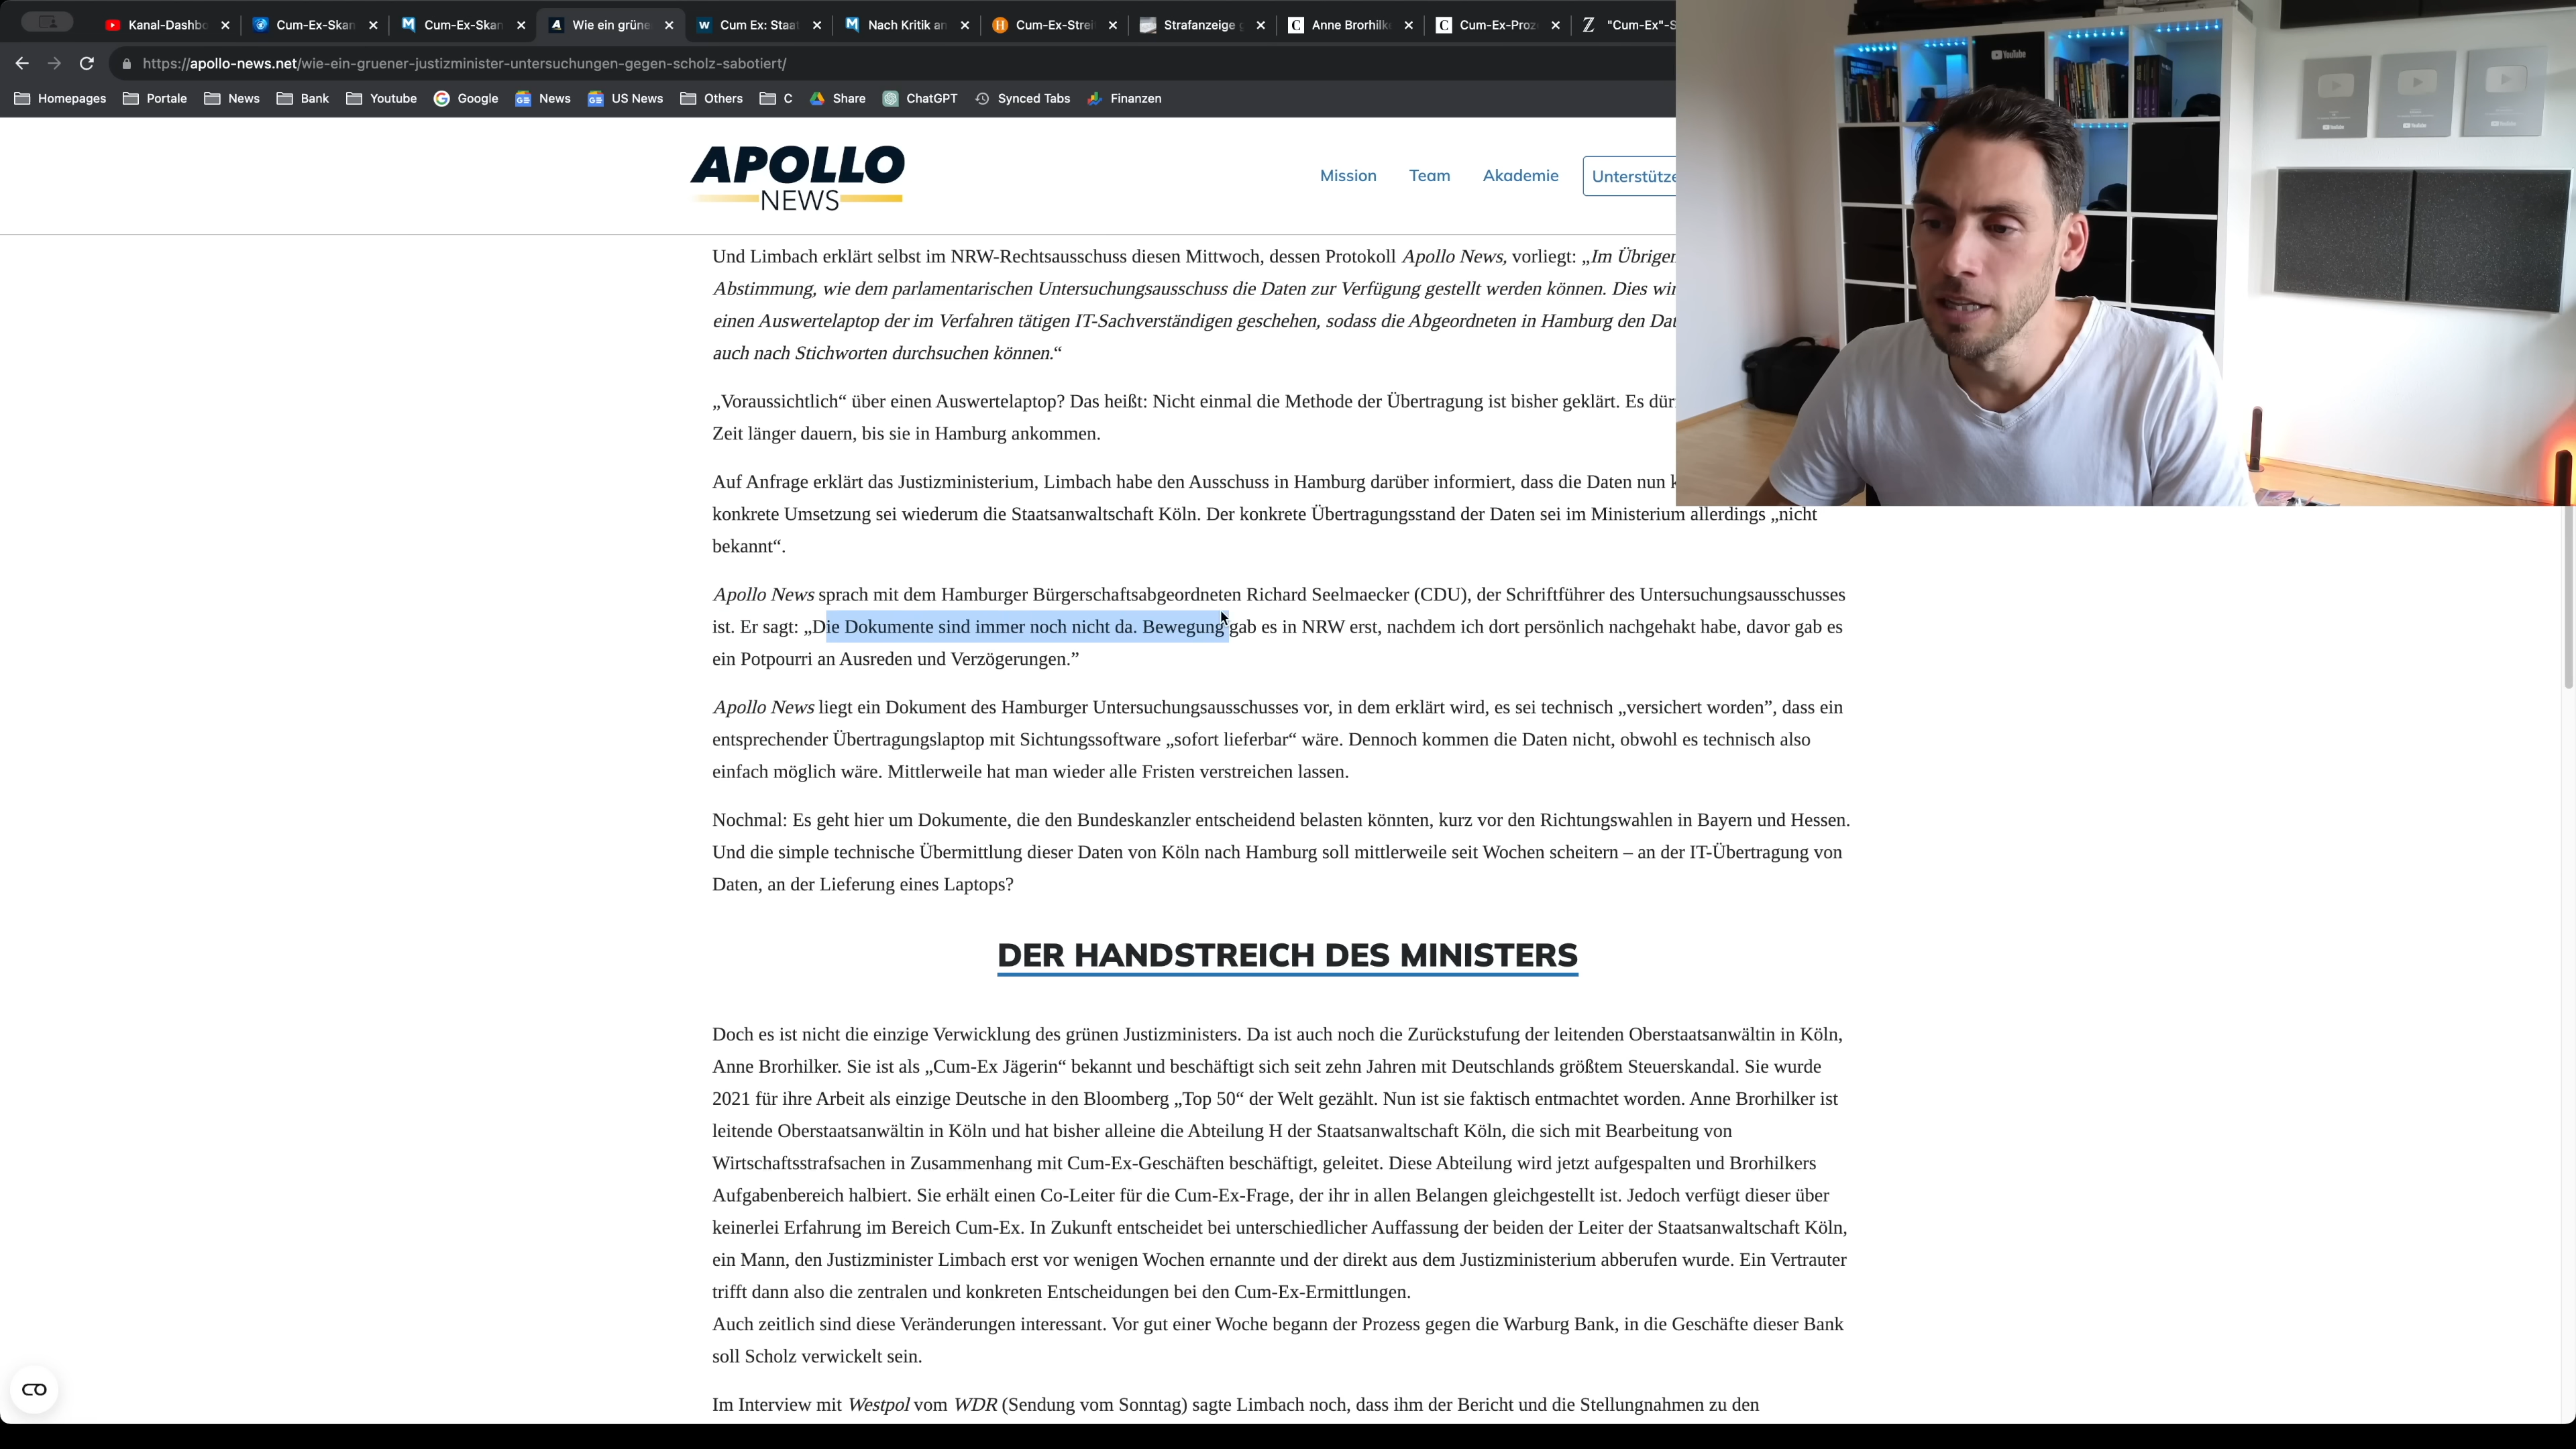 Kanal-Dashbo
Cum-Ex-Skan
Cum-Ex-Skan
Wie ein grüne
Cum Ex: Staat
Nach Kritik an
Cum-Ex-Strei
Strafanzeige
Anne Brorhilk
Cum-Ex-Proz
"Cum-Ex"-S
https://apollo-news.net/wie-ein-gruener-justizminister-untersuchungen-gegen-scholz-sabotiert/
Homepages Portale News Bank Youtube Google News US News Others C Share ChatGPT Synced Tabs Finanzen
YouTube
APOLLO
NEWS
Mission Team Akademie Unterstütze
Und Limbach erklärt selbst im NRW-Rechtsausschuss diesen Mittwoch, dessen Protokoll Apollo News, vorliegt: „Im Übrigen
Abstimmung, wie dem parlamentarischen Untersuchungsausschuss die Daten zur Verfügung gestellt werden können. Dies wir
einen Auswertelaptop der im Verfahren tätigen IT-Sachverständigen geschehen, sodass die Abgeordneten in Hamburg den Dat
auch nach Stichworten durchsuchen können.“
„Voraussichtlich“ über einen Auswertelaptop? Das heißt: Nicht einmal die Methode der Übertragung ist bisher geklärt. Es dür
Zeit länger dauern, bis sie in Hamburg ankommen.
Auf Anfrage erklärt das Justizministerium, Limbach habe den Ausschuss in Hamburg darüber informiert, dass die Daten nun k
konkrete Umsetzung sei wiederum die Staatsanwaltschaft Köln. Der konkrete Übertragungsstand der Daten sei im Ministerium allerdings „nicht
bekannt“.
Apollo News sprach mit dem Hamburger Bürgerschaftsabgeordneten Richard Seelmaecker (CDU), der Schriftführer des Untersuchungsausschusses
ist. Er sagt: „Die Dokumente sind immer noch nicht da. Bewegung gab es in NRW erst, nachdem ich dort persönlich nachgehakt habe, davor gab es
ein Potpourri an Ausreden und Verzögerungen.”
Apollo News liegt ein Dokument des Hamburger Untersuchungsausschusses vor, in dem erklärt wird, es sei technisch „versichert worden”, dass ein
entsprechender Übertragungslaptop mit Sichtungssoftware „sofort lieferbar“ wäre. Dennoch kommen die Daten nicht, obwohl es technisch also
einfach möglich wäre. Mittlerweile hat man wieder alle Fristen verstreichen lassen.
Nochmal: Es geht hier um Dokumente, die den Bundeskanzler entscheidend belasten könnten, kurz vor den Richtungswahlen in Bayern und Hessen.
Und die simple technische Übermittlung dieser Daten von Köln nach Hamburg soll mittlerweile seit Wochen scheitern – an der IT-Übertragung von
Daten, an der Lieferung eines Laptops?
DER HANDSTREICH DES MINISTERS
Doch es ist nicht die einzige Verwicklung des grünen Justizministers. Da ist auch noch die Zurückstufung der leitenden Oberstaatsanwältin in Köln,
Anne Brorhilker. Sie ist als „Cum-Ex Jägerin“ bekannt und beschäftigt sich seit zehn Jahren mit Deutschlands größtem Steuerskandal. Sie wurde
2021 für ihre Arbeit als einzige Deutsche in den Bloomberg „Top 50“ der Welt gezählt. Nun ist sie faktisch entmachtet worden. Anne Brorhilker ist
leitende Oberstaatsanwältin in Köln und hat bisher alleine die Abteilung H der Staatsanwaltschaft Köln, die sich mit Bearbeitung von
Wirtschaftsstrafsachen in Zusammenhang mit Cum-Ex-Geschäften beschäftigt, geleitet. Diese Abteilung wird jetzt aufgespalten und Brorhilkers
Aufgabenbereich halbiert. Sie erhält einen Co-Leiter für die Cum-Ex-Frage, der ihr in allen Belangen gleichgestellt ist. Jedoch verfügt dieser über
keinerlei Erfahrung im Bereich Cum-Ex. In Zukunft entscheidet bei unterschiedlicher Auffassung der beiden der Leiter der Staatsanwaltschaft Köln,
ein Mann, den Justizminister Limbach erst vor wenigen Wochen ernannte und der direkt aus dem Justizministerium abberufen wurde. Ein Vertrauter
trifft dann also die zentralen und konkreten Entscheidungen bei den Cum-Ex-Ermittlungen.
Auch zeitlich sind diese Veränderungen interessant. Vor gut einer Woche begann der Prozess gegen die Warburg Bank, in die Geschäfte dieser Bank
soll Scholz verwickelt sein.
Im Interview mit Westpol vom WDR (Sendung vom Sonntag) sagte Limbach noch, dass ihm der Bericht und die Stellungnahmen zu den